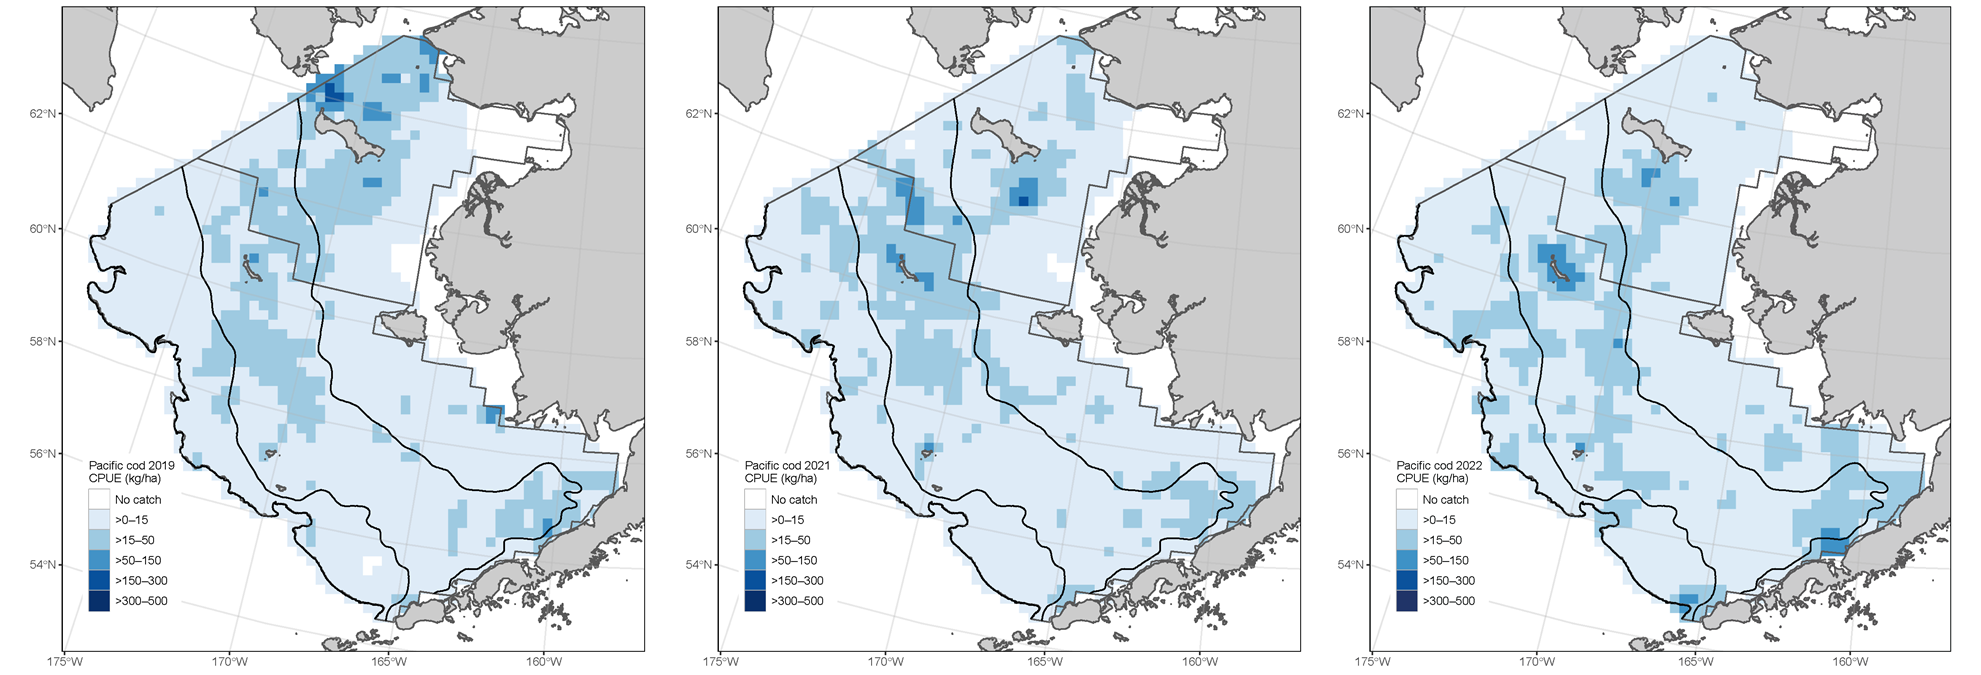 62°N
60°N
58°N
56°N
54°N
175°W
170°W
165°W
160°W
Pacific cod 2019
CPUE (kg/ha)
No catch
>0–15
>15–50
>50–150
>150–300
>300–500
62°N
60°N
58°N
56°N
54°N
175°W
170°W
165°W
160°W
Pacific cod 2021
CPUE (kg/ha)
No catch
>0–15
>15–50
>50–150
>150–300
>300–500
62°N
60°N
58°N
56°N
54°N
175°W
170°W
165°W
160°W
Pacific cod 2022
CPUE (kg/ha)
No catch
>0–15
>15–50
>50–150
>150–300
>300–500